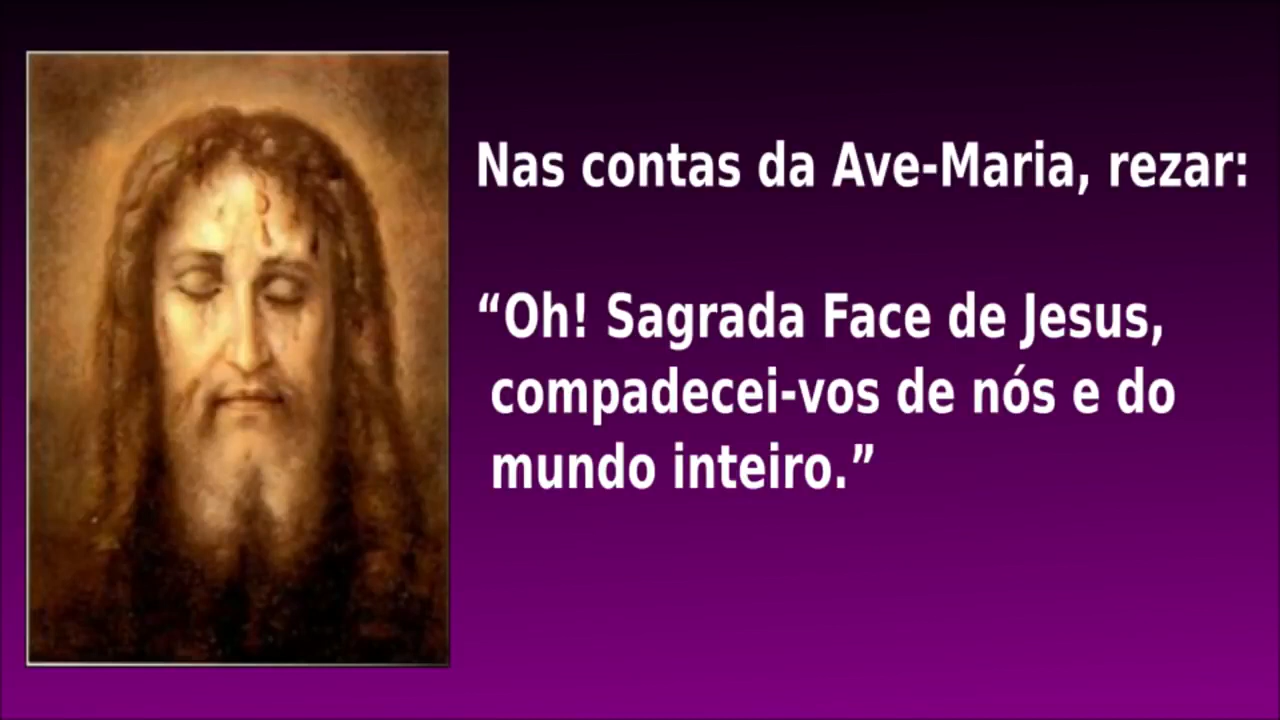 Nas contas da Ave-Maria, rezar:
“Oh! Sagrada Face de Jesus,
compadecei-vos de nós e do
mundo inteiro.”